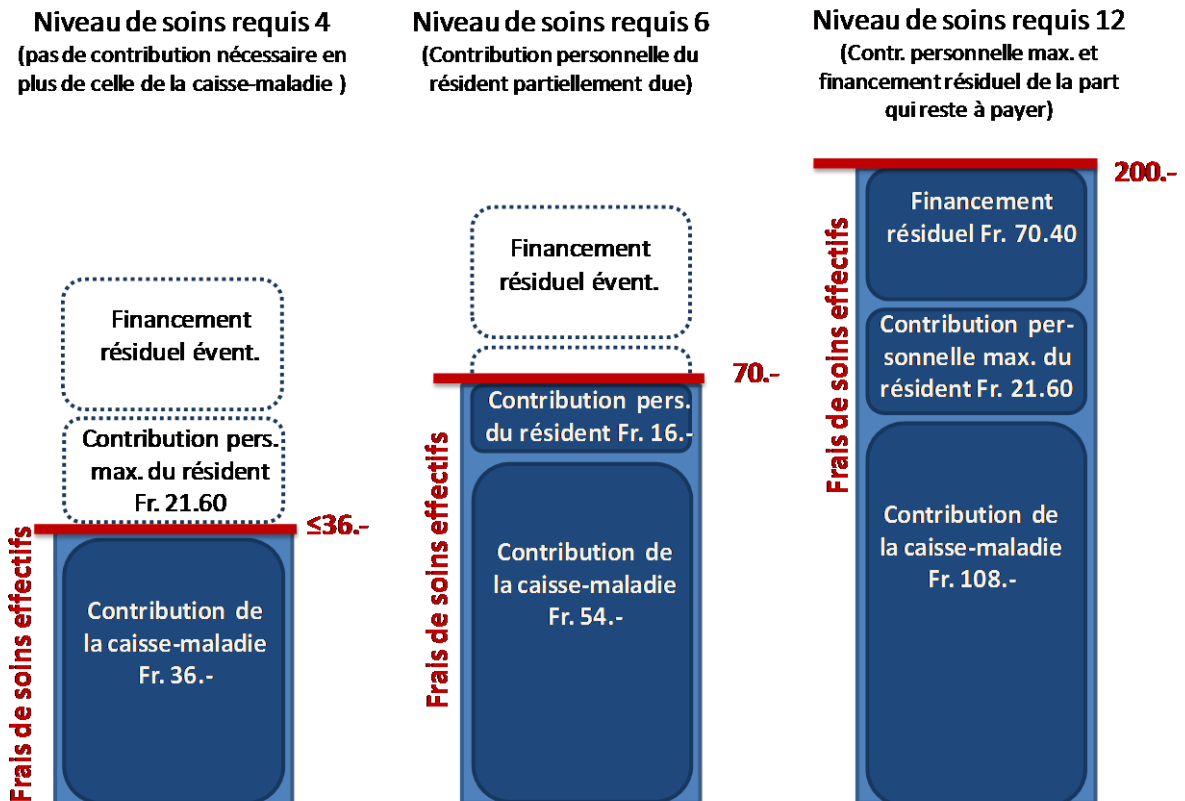 Niveau de soins requis 4
(pas de contribution nécessaire en
plus de celle de la caisse-maladie )
Financement
résiduel évent.
Contribution pers.
max. du résident
Fr. 21.60
≤36.-
Frais de soins effectifs
Contribution de
la caisse-maladie
Fr. 36.-
Niveau de soins requis 6
(Contribution personnelle du
résident partiellement due)
Financement
résiduel évent.
70.-
Frais de soins effectifs
Contribution pers.
du résident Fr. 16.-
Contribution de
la caisse-maladie
Fr. 54.-
Niveau de soins requis 12
(Contr. personnelle max. et
financement résiduel de la part
qui reste à payer)
200.-
Frais de soins effectifs
Financement
résiduel Fr. 70.40
Contribution per-
sonnelle max. du
résident Fr. 21.60
Contribution de
la caisse-maladie
Fr. 108.-